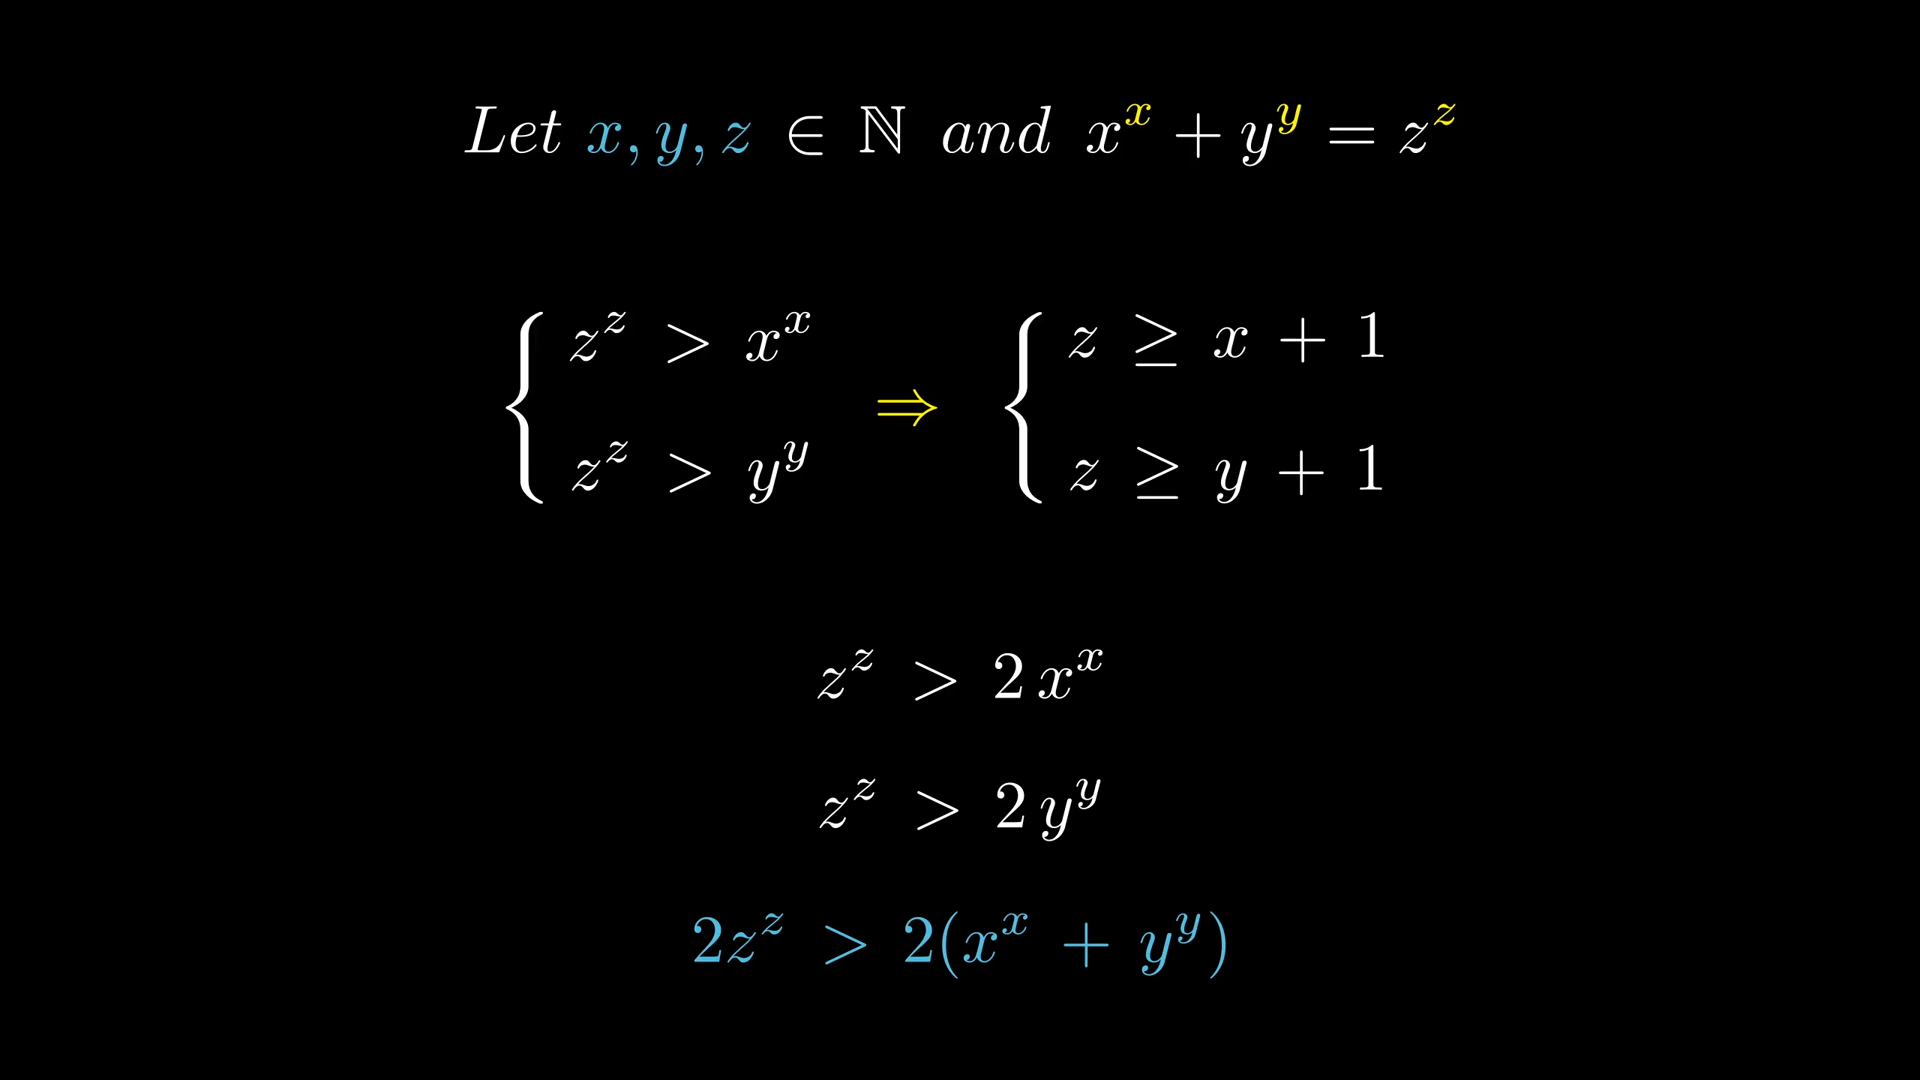 Let x, y, z ∈ ℕ and x^x + y^y = z^z
{ z^z > x^x ⇒ { z ≥ x + 1
z^z > y^y z ≥ y + 1
z^z > 2 x^x
z^z > 2 y^y
2z^z > 2(x^x + y^y)